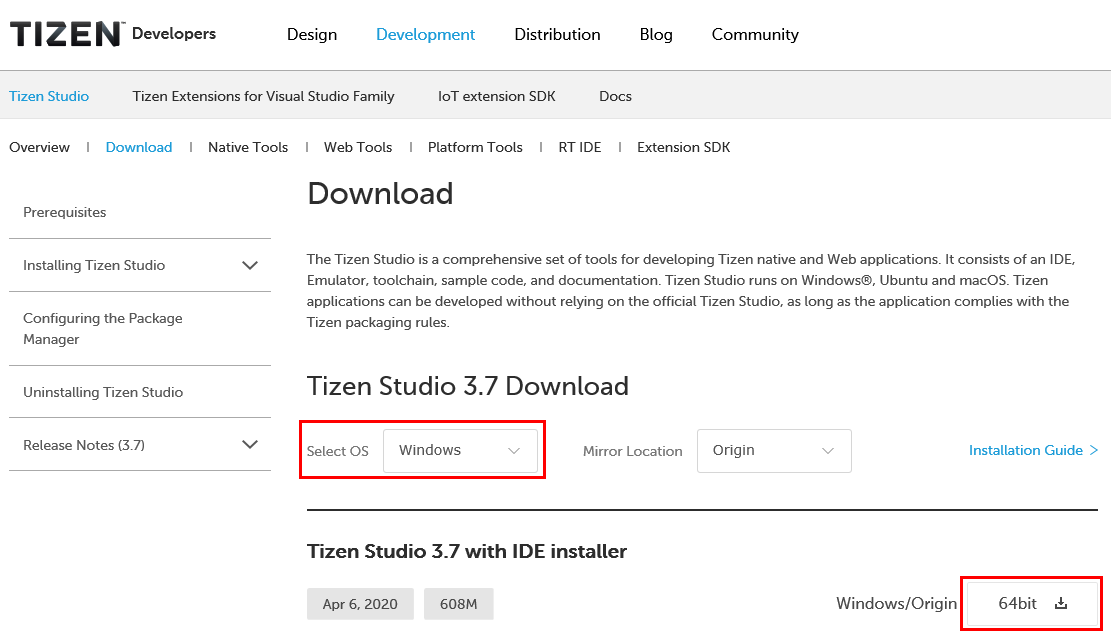 TIZEN™ Developers
Design Development Distribution Blog Community
Tizen Studio Tizen Extensions for Visual Studio Family IoT extension SDK Docs
Overview | Download | Native Tools | Web Tools | Platform Tools | RT IDE | Extension SDK
Prerequisites
Installing Tizen Studio
Configuring the Package
Manager
Uninstalling Tizen Studio
Release Notes (3.7)
Download
The Tizen Studio is a comprehensive set of tools for developing Tizen native and Web applications. It consists of an IDE,
Emulator, toolchain, sample code, and documentation. Tizen Studio runs on Windows®, Ubuntu and macOS. Tizen
applications can be developed without relying on the official Tizen Studio, as long as the application complies with the
Tizen packaging rules.
Tizen Studio 3.7 Download
Select OS Windows Mirror Location Origin Installation Guide >
Tizen Studio 3.7 with IDE installer
Apr 6, 2020 608M Windows/Origin 64bit